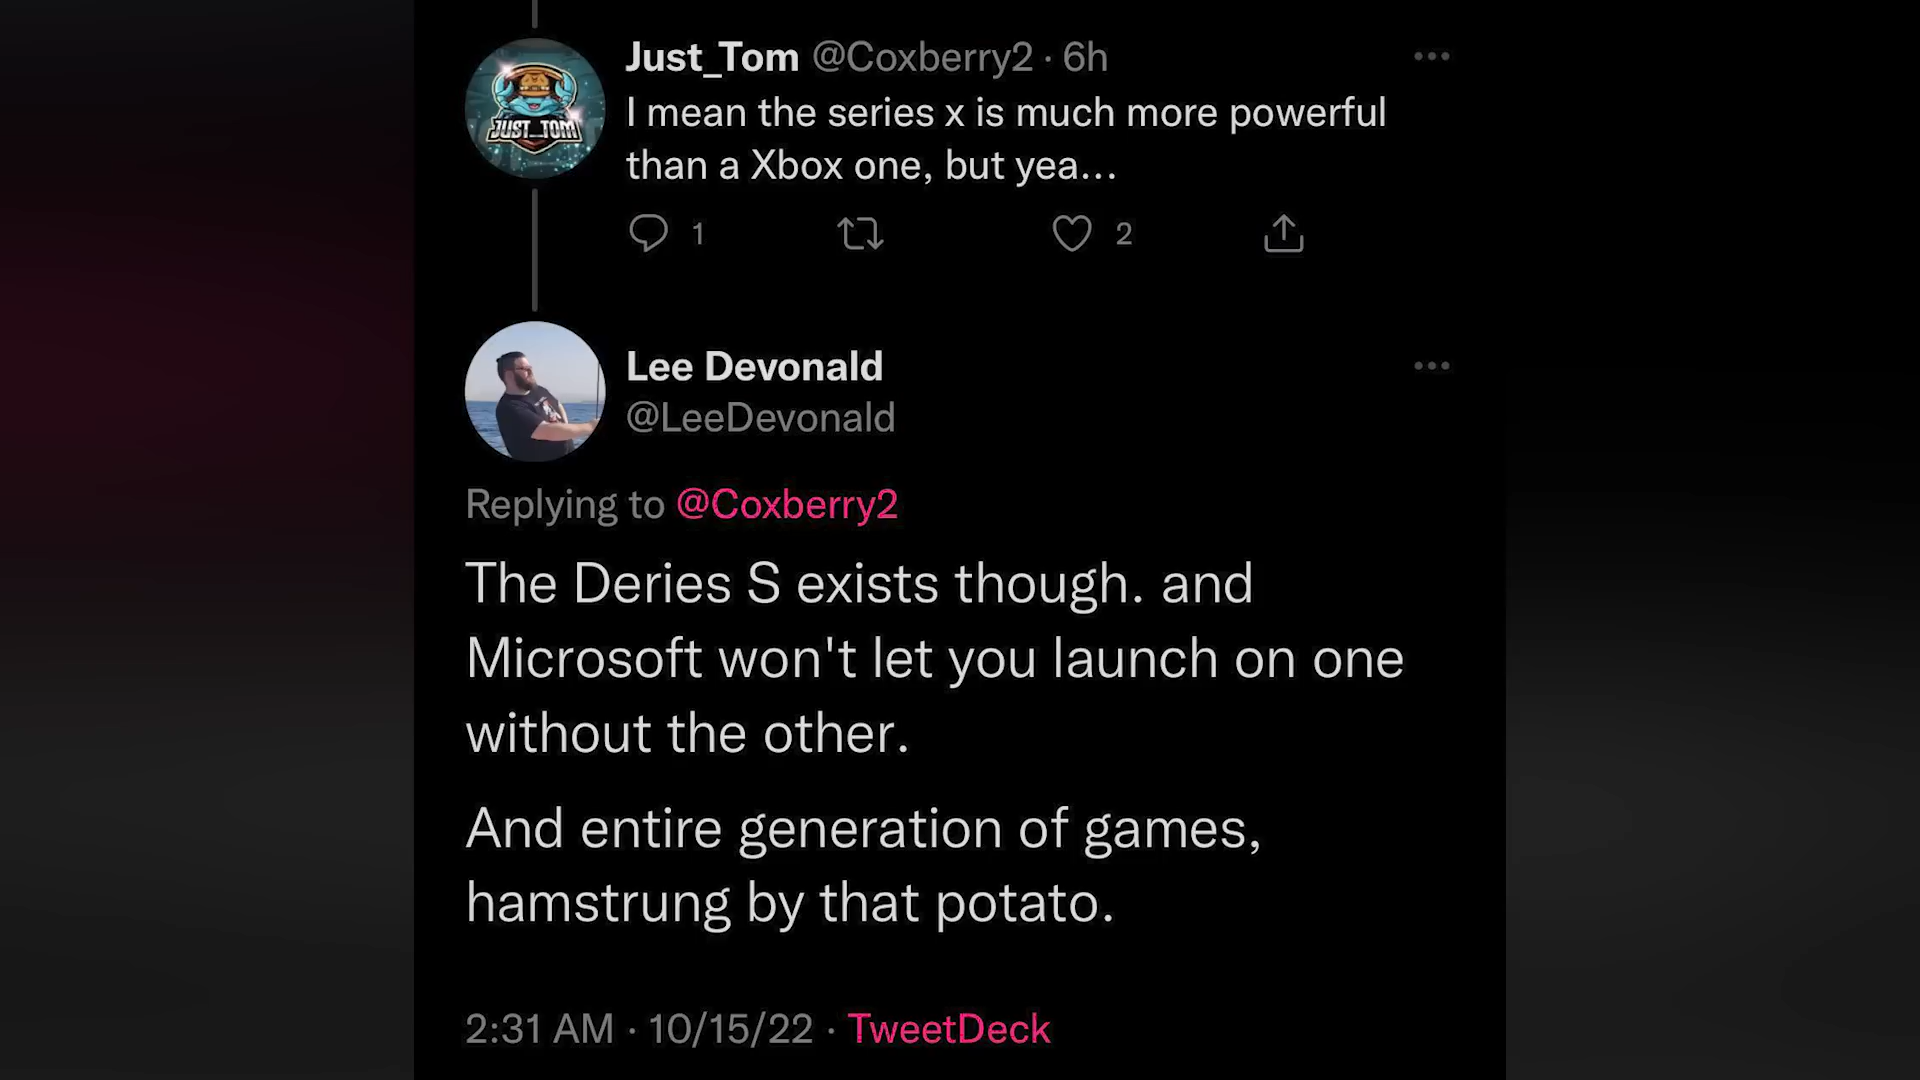 Just_Tom @Coxberry2 · 6h
I mean the series x is much more powerful
than a Xbox one, but yea...
JUST_TOM
1
2
Lee Devonald
@LeeDevonald
Replying to @Coxberry2
The Deries S exists though. and
Microsoft won't let you launch on one
without the other.
And entire generation of games,
hamstrung by that potato.
2:31 AM · 10/15/22 · TweetDeck